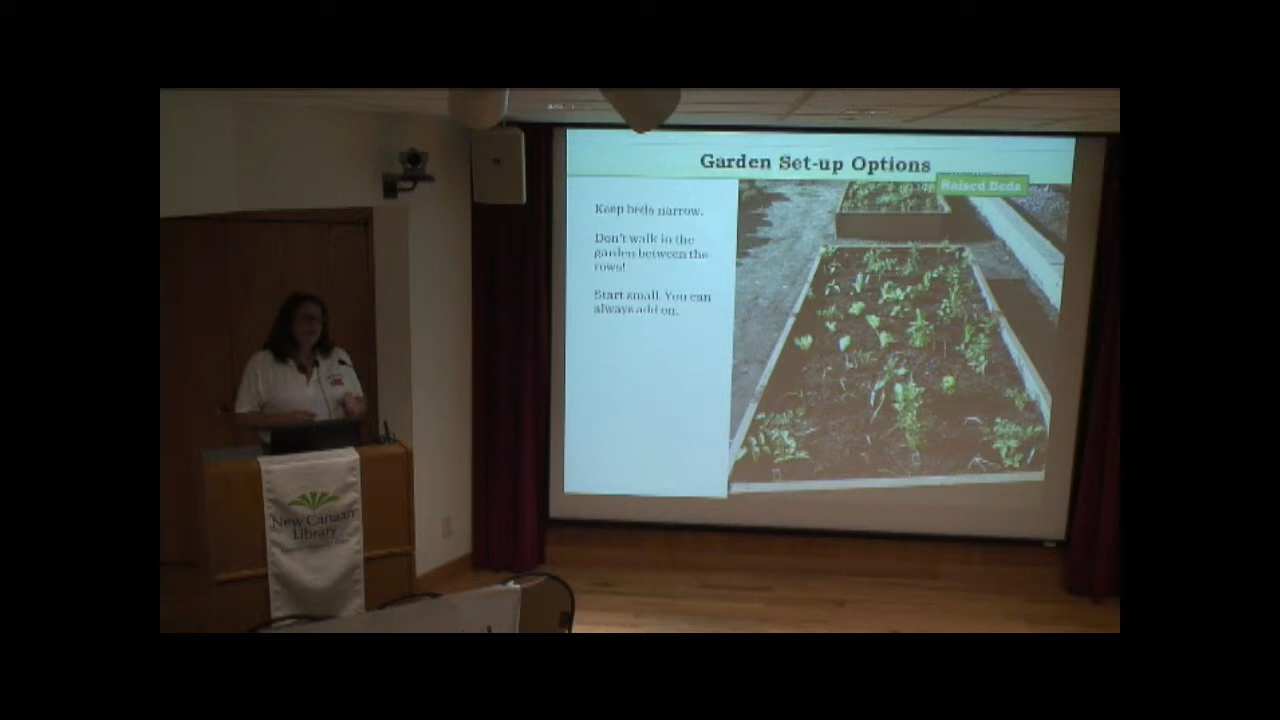 Garden Set-up Options
Raised Beds
Keep beds narrow.
Don't walk in the
garden between the
rows!
Start small. You can
always add on.
New Canaan
Library